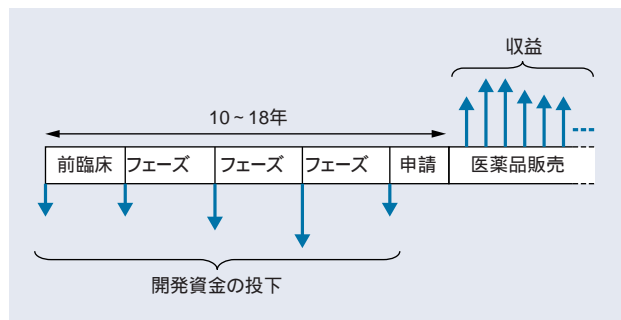 収益
10~18年
前臨床 フェーズ フェーズ フェーズ 申請 医薬品販売
開発資金の投下